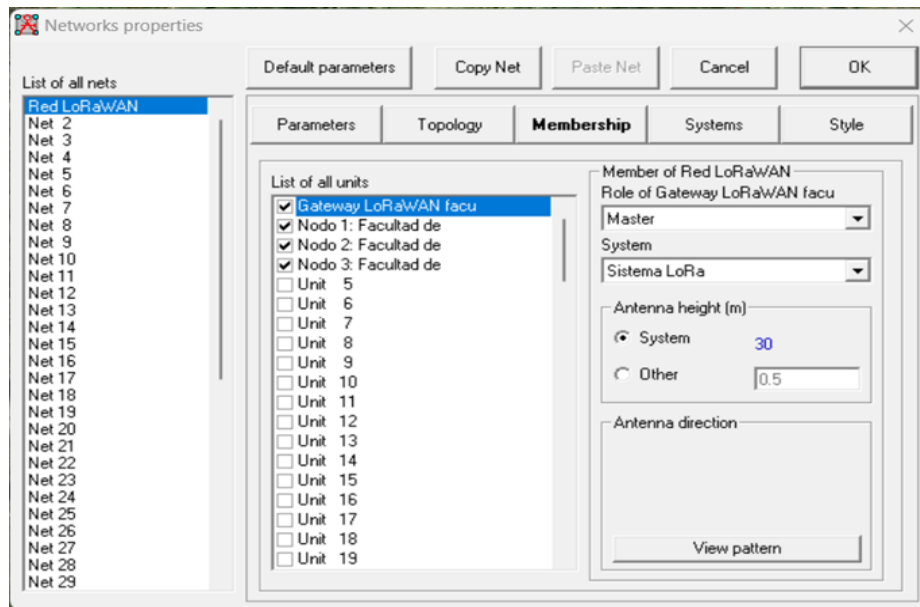 Networks properties
List of all nets
Default parameters
Copy Net
Paste Net
Cancel
OK
Red LoRaWAN
Net 2
Net 3
Net 4
Net 5
Net 6
Net 7
Net 8
Net 9
Net 10
Net 11
Net 12
Net 13
Net 14
Net 15
Net 16
Net 17
Net 18
Net 19
Net 20
Net 21
Net 22
Net 23
Net 24
Net 25
Net 26
Net 27
Net 28
Net 29
Parameters
Topology
Membership
Systems
Style
List of all units
Gateway LoRaWAN facu
Nodo 1: Facultad de
Nodo 2: Facultad de
Nodo 3: Facultad de
Unit 5
Unit 6
Unit 7
Unit 8
Unit 9
Unit 10
Unit 11
Unit 12
Unit 13
Unit 14
Unit 15
Unit 16
Unit 17
Unit 18
Unit 19
Member of Red LoRaWAN
Role of Gateway LoRaWAN facu
Master
System
Sistema LoRa
Antenna height (m)
System 30
Other 0.5
Antenna direction
View pattern